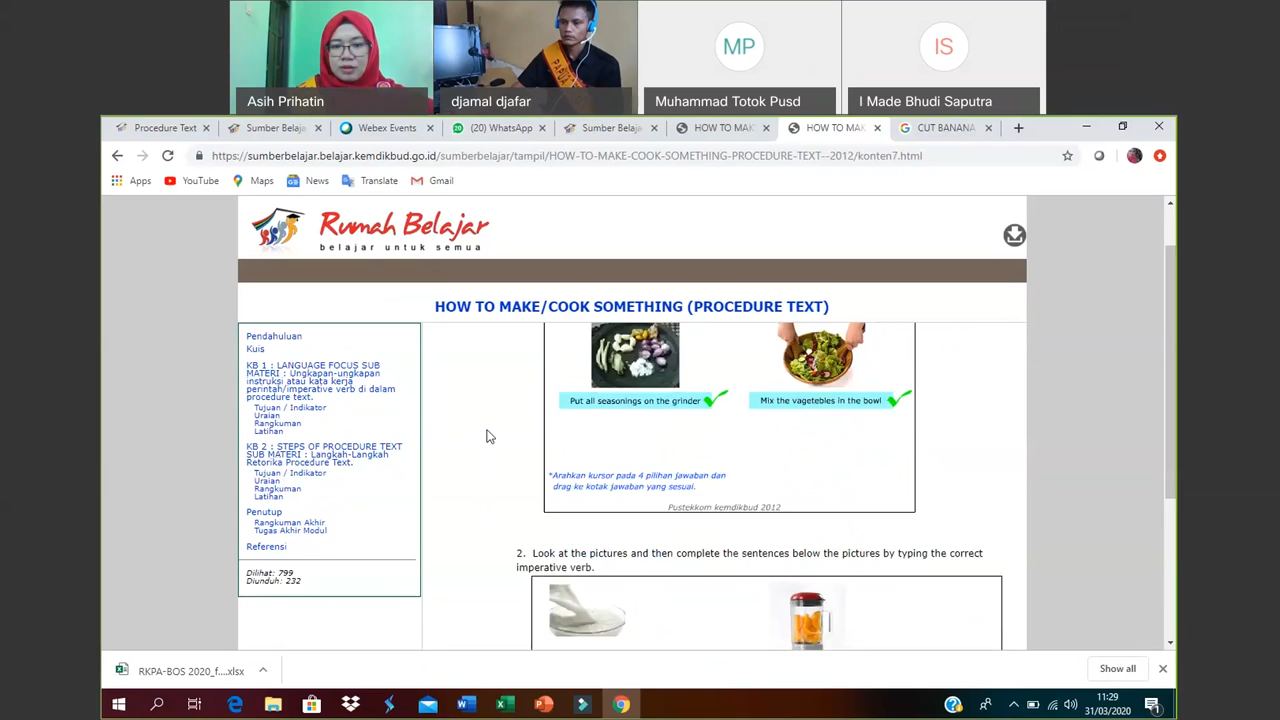 MP
IS
Asih Prihatin
djamal djafar
Muhammad Totok Pusd
I Made Bhudi Saputra
Procedure Text
Sumber Belaja
Webex Events
(20) WhatsApp
Sumber Belaja
HOW TO MAK
HOW TO MAK
CUT BANANA
https://sumberbelajar.belajar.kemdikbud.go.id/sumberbelajar/tampil/HOW-TO-MAKE-COOK-SOMETHING-PROCEDURE-TEXT--2012/konten7.html
Apps
YouTube
Maps
News
Translate
Gmail
Rumah Belajar
belajar untuk semua
HOW TO MAKE/COOK SOMETHING (PROCEDURE TEXT)
Pendahuluan
Kuis
KB 1 : LANGUAGE FOCUS SUB
MATERI : Ungkapan-ungkapan
instruksi atau kata kerja
perintah/imperative verb di dalam
procedure text.
Tujuan / Indikator
Uraian
Rangkuman
Latihan
KB 2 : STEPS OF PROCEDURE TEXT
SUB MATERI : Langkah-Langkah
Retorika Procedure Text.
Tujuan / Indikator
Uraian
Rangkuman
Latihan
Penutup
Rangkuman Akhir
Tugas Akhir Modul
Referensi
Dilihat: 799
Diunduh: 232
Put all seasonings on the grinder
Mix the vagetebles in the bowl
*Arahkan kursor pada 4 pilihan jawaban dan
drag ke kotak jawaban yang sesuai.
Pustekkom kemdikbud 2012
2. Look at the pictures and then complete the sentences below the pictures by typing the correct
imperative verb.
RKPA-BOS 2020_f....xlsx
Show all
11:29
31/03/2020